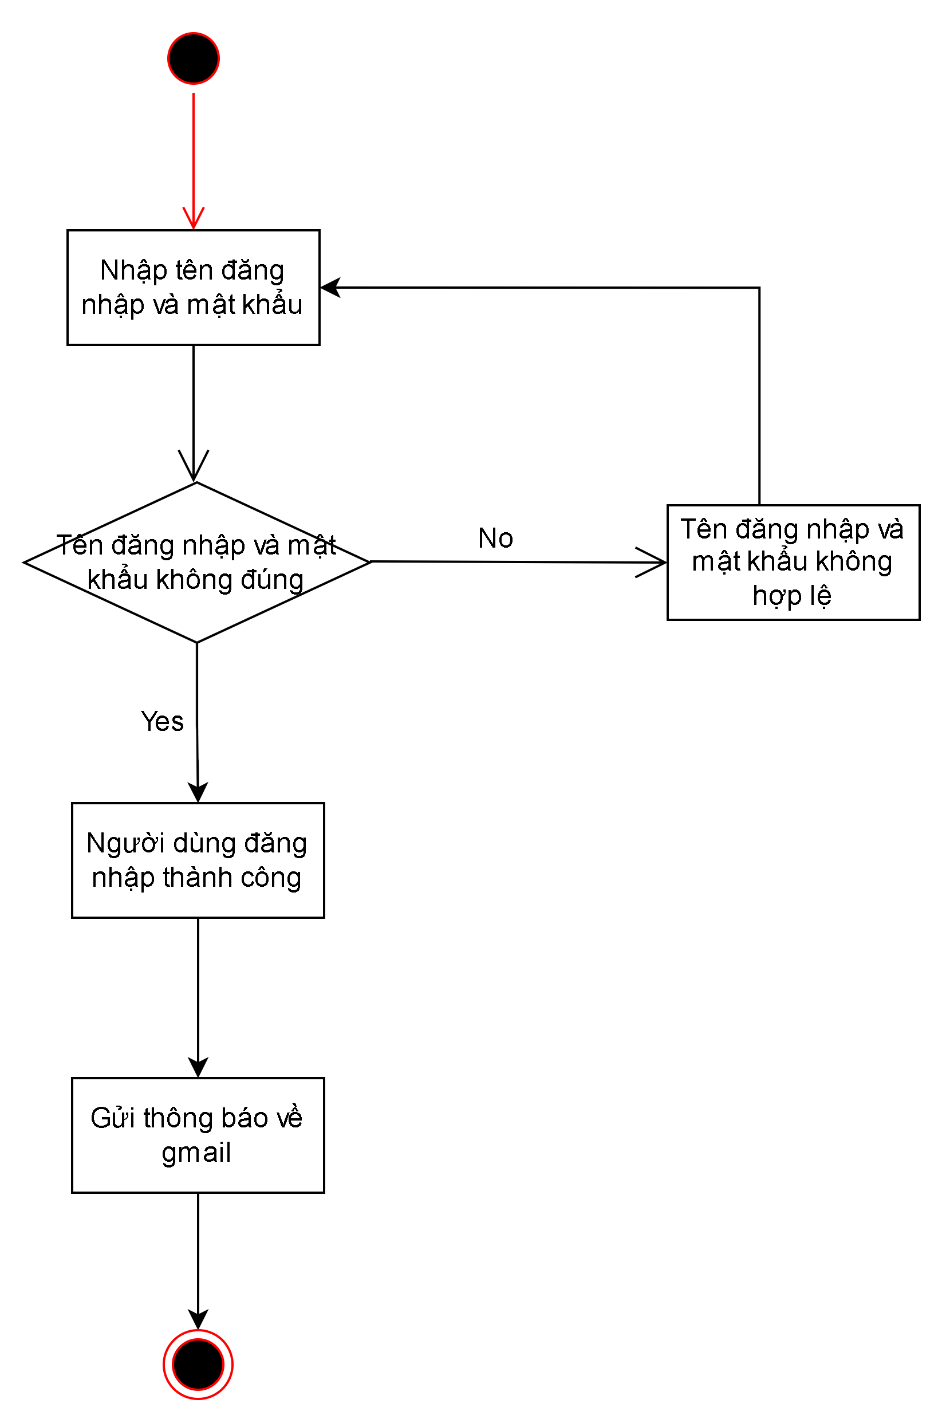 Nhập tên đăng
nhập và mật khẩu
Tên đăng nhập và mật
khẩu không đúng
No
Tên đăng nhập và
mật khẩu không
hợp lệ
Yes
Người dùng đăng
nhập thành công
Gửi thông báo về
gmail